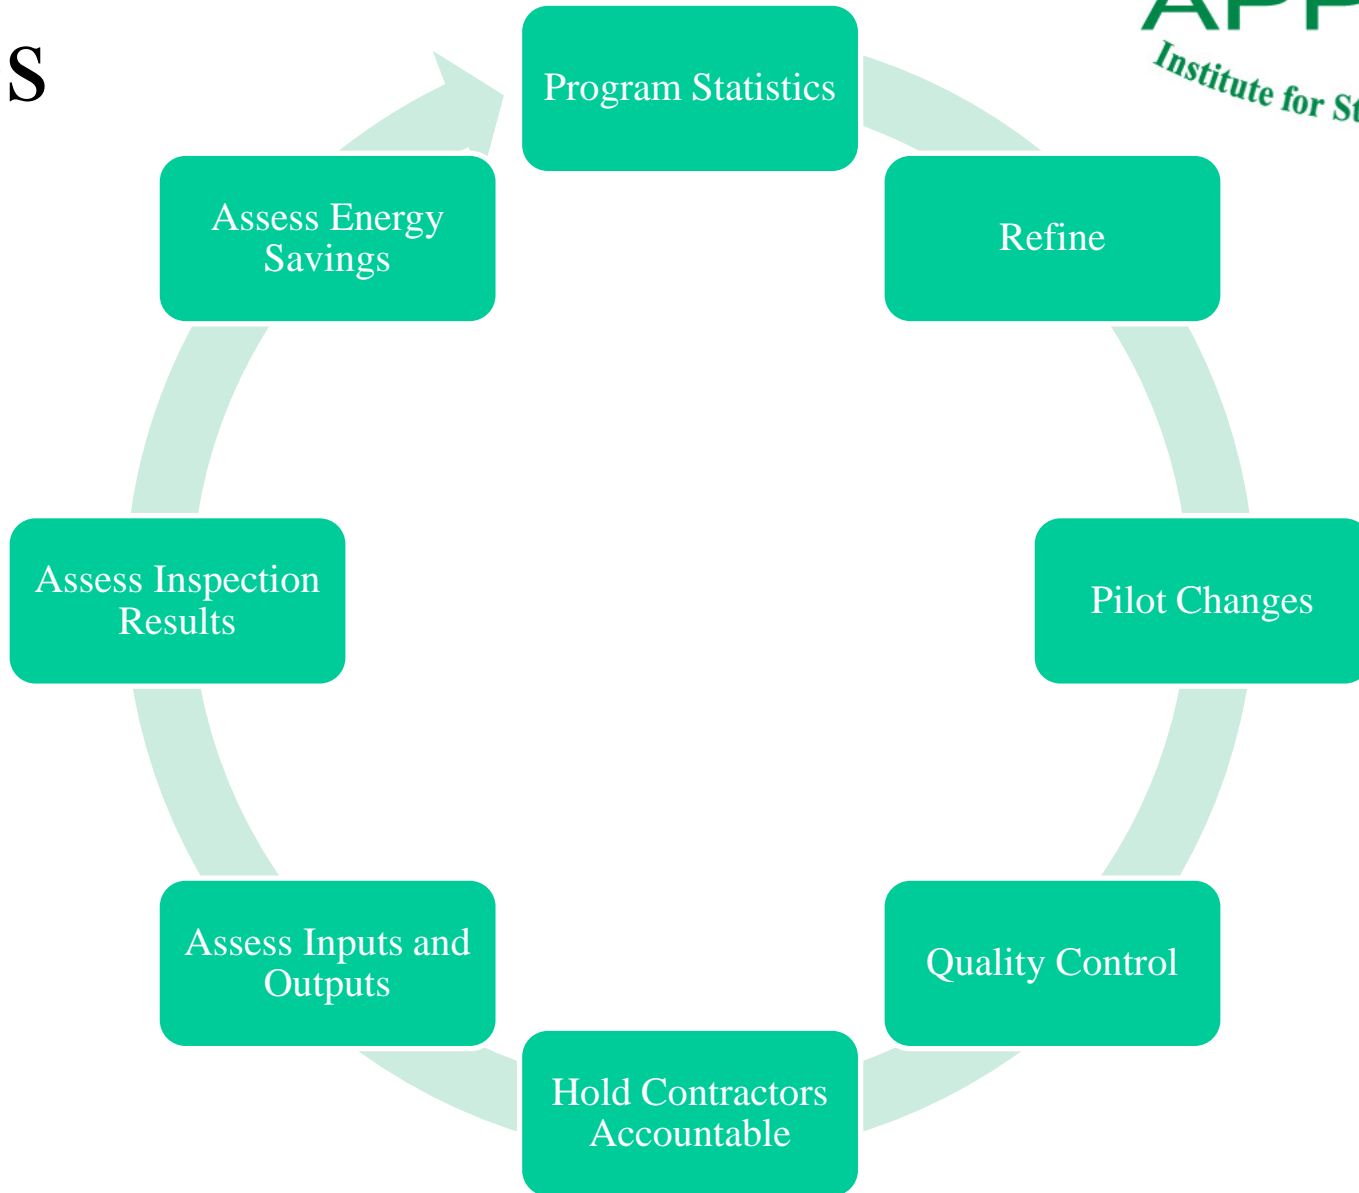 s
APP
Institute for St
Program Statistics
Refine
Pilot Changes
Quality Control
Hold Contractors
Accountable
Assess Inputs and
Outputs
Assess Inspection
Results
Assess Energy
Savings